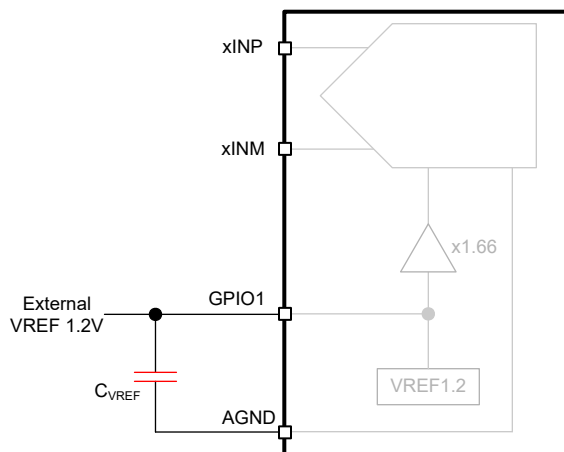 xINP
xINM
x1.66
GPIO1
External
VREF 1.2V
VREF1.2
CVREF
AGND